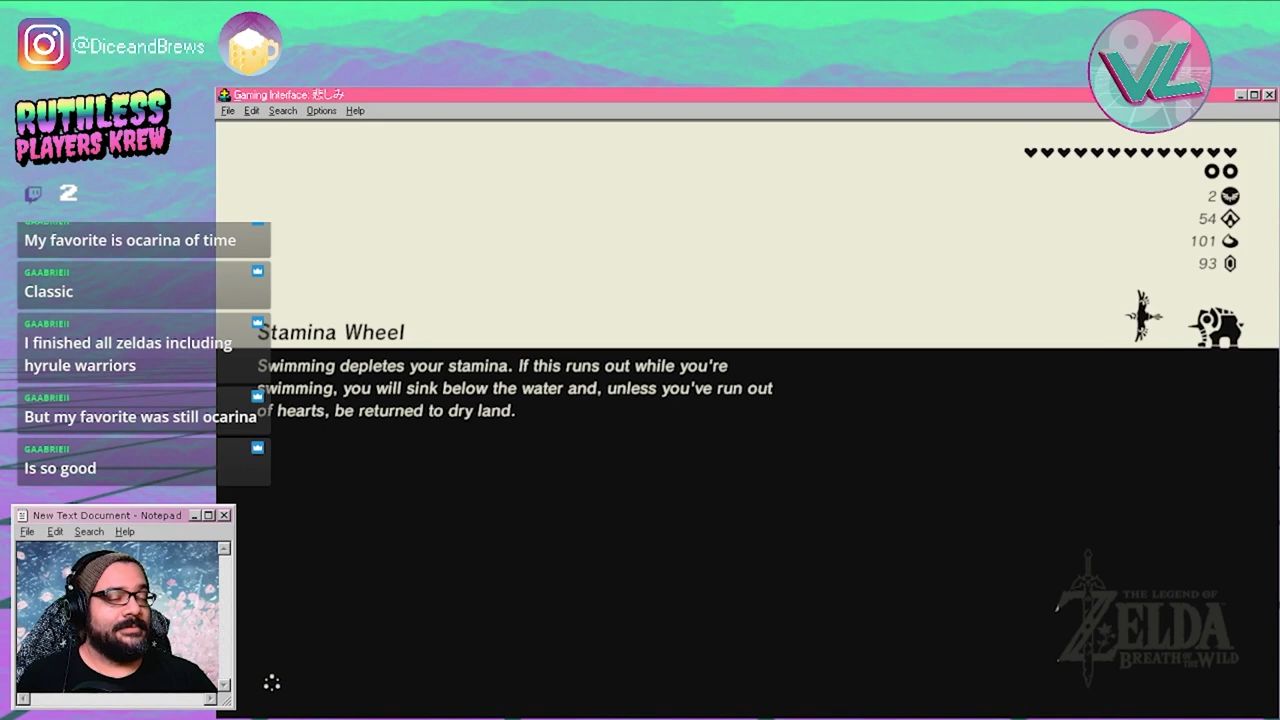 @DiceandBrews
VL
RUTHLESS
PLAYERS KREW
2
Gaming Interface: 悲しみ
File Edit Search Options Help
2
54
101
93
GAABRIEII
My favorite is ocarina of time
GAABRIEII
Classic
GAABRIEII
I finished all zeldas including
hyrule warriors
GAABRIEII
But my favorite was still ocarina
GAABRIEII
Is so good
Stamina Wheel
Swimming depletes your stamina. If this runs out while you're
swimming, you will sink below the water and, unless you've run out
of hearts, be returned to dry land.
New Text Document - Notepad
File Edit Search Help
THE LEGEND OF
ZELDA
BREATH OF THE WILD